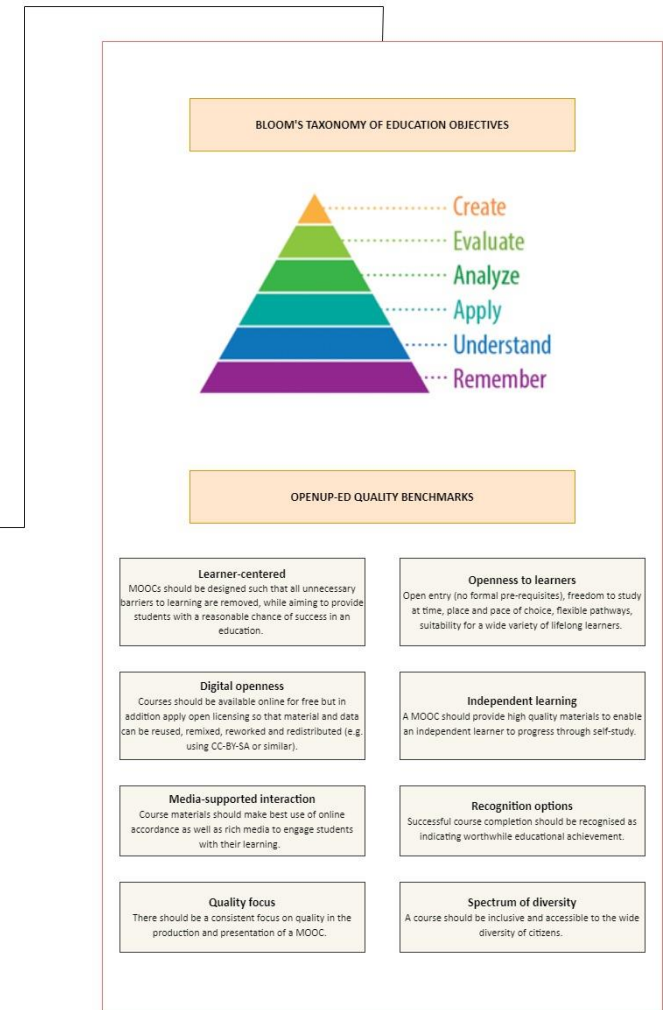 BLOOM'S TAXONOMY OF EDUCATION OBJECTIVES
Create
Evaluate
Analyze
Apply
Understand
Remember
OPENUP-ED QUALITY BENCHMARKS
Learner-centered
MOOCs should be designed such that all unnecessary
barriers to learning are removed, while aiming to provide
students with a reasonable chance of success in an
education.
Openness to learners
Open entry (no formal pre-requisites), freedom to study
at time, place and pace of choice, flexible pathways,
suitability for a wide variety of lifelong learners.
Digital openness
Courses should be available online for free but in
addition apply open licensing so that material and data
can be reused, remixed, reworked and redistributed (e.g.
using CC-BY-SA or similar).
Independent learning
A MOOC should provide high quality materials to enable
an independent learner to progress through self-study.
Media-supported interaction
Course materials should make best use of online
accordance as well as rich media to engage students
with their learning.
Recognition options
Successful course completion should be recognised as
indicating worthwhile educational achievement.
Quality focus
There should be a consistent focus on quality in the
production and presentation of a MOOC.
Spectrum of diversity
A course should be inclusive and accessible to the wide
diversity of citizens.